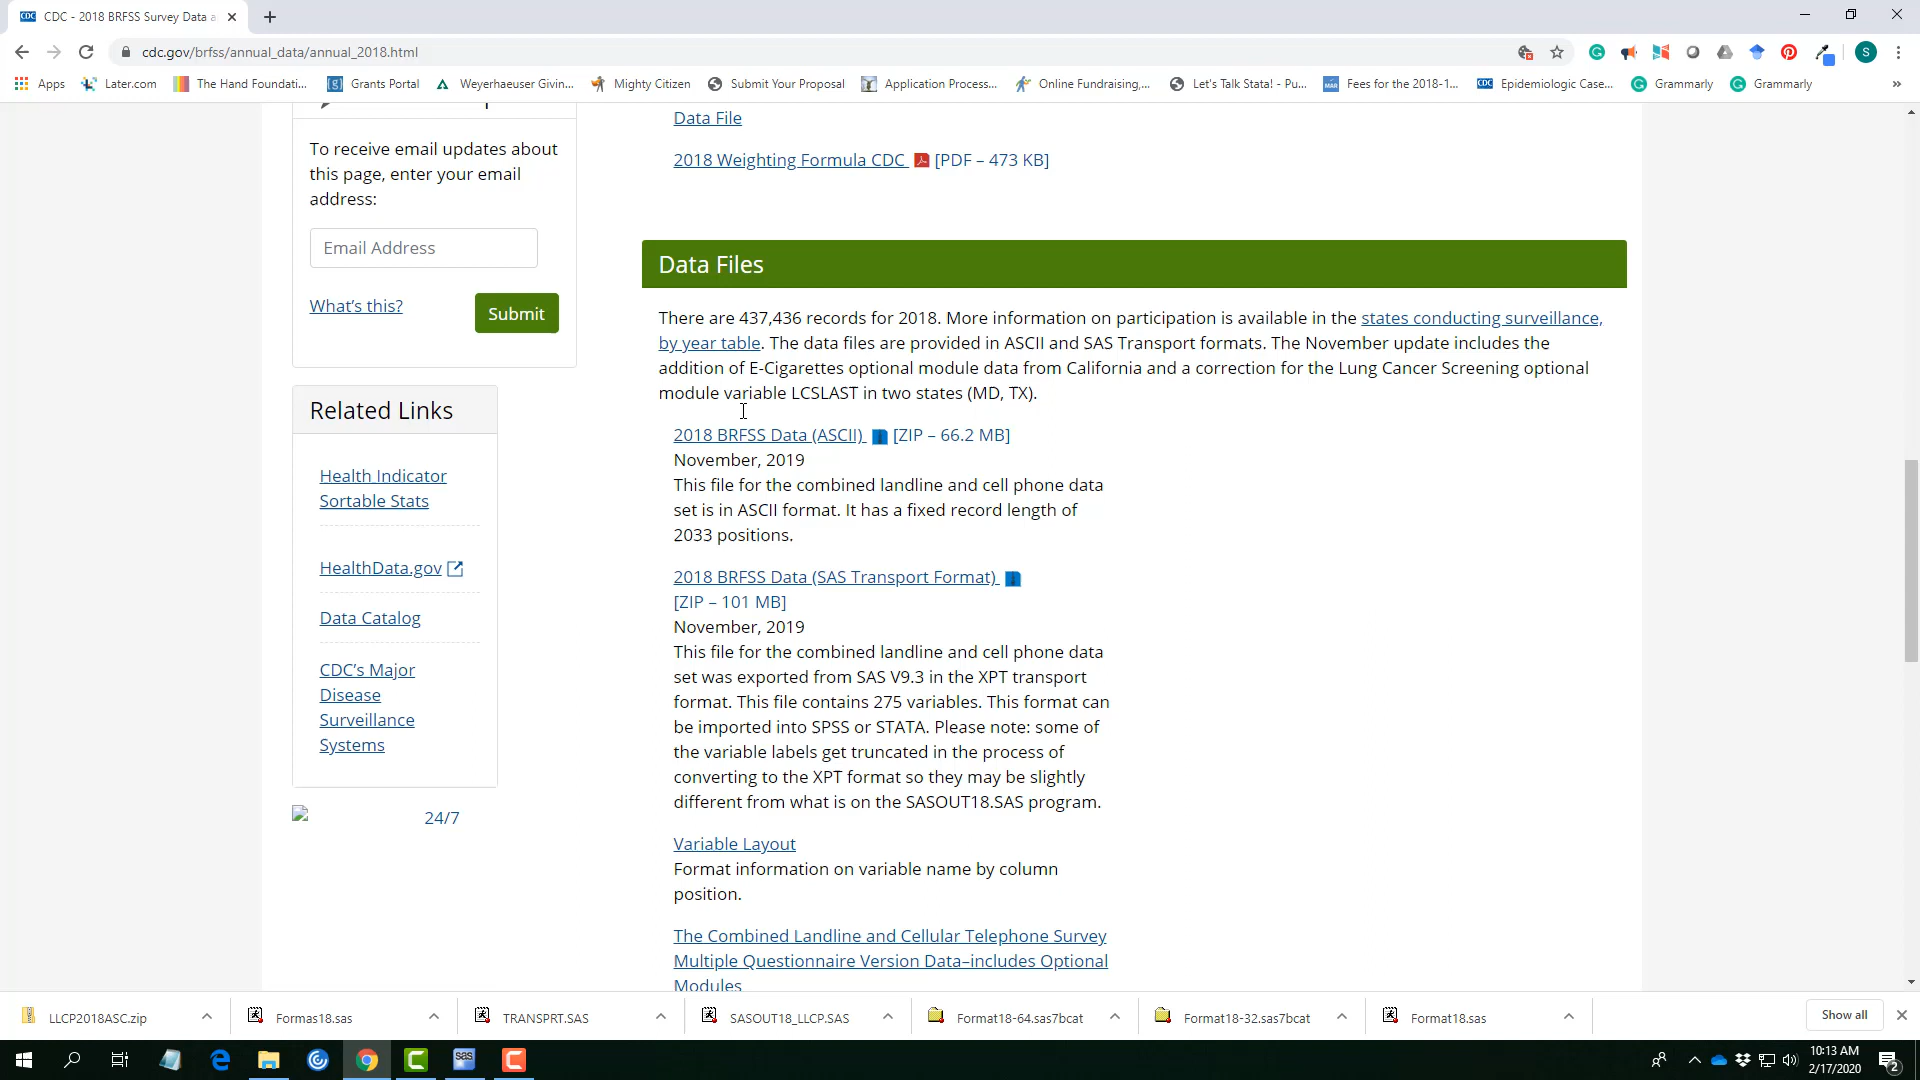 CDC - 2018 BRFSS Survey Data a
cdc.gov/brfss/annual_data/annual_2018.html
S
Apps
Later.com
The Hand Foundati...
Grants Portal
Weyerhaeuser Givin...
Mighty Citizen
Submit Your Proposal
Application Process...
Online Fundraising,...
Let's Talk Stata! - Pu...
Fees for the 2018-1...
Epidemiologic Case...
Grammarly
Grammarly
»
To receive email updates about
this page, enter your email
address:
Email Address
What's this?
Submit
Related Links
Health Indicator
Sortable Stats
HealthData.gov
Data Catalog
CDC's Major
Disease
Surveillance
Systems
24/7
Data File
2018 Weighting Formula CDC [PDF – 473 KB]
Data Files
There are 437,436 records for 2018. More information on participation is available in the states conducting surveillance,
by year table. The data files are provided in ASCII and SAS Transport formats. The November update includes the
addition of E-Cigarettes optional module data from California and a correction for the Lung Cancer Screening optional
module variable LCSLAST in two states (MD, TX).
2018 BRFSS Data (ASCII) [ZIP – 66.2 MB]
November, 2019
This file for the combined landline and cell phone data
set is in ASCII format. It has a fixed record length of
2033 positions.
2018 BRFSS Data (SAS Transport Format)
[ZIP – 101 MB]
November, 2019
This file for the combined landline and cell phone data
set was exported from SAS V9.3 in the XPT transport
format. This file contains 275 variables. This format can
be imported into SPSS or STATA. Please note: some of
the variable labels get truncated in the process of
converting to the XPT format so they may be slightly
different from what is on the SASOUT18.SAS program.
Variable Layout
Format information on variable name by column
position.
The Combined Landline and Cellular Telephone Survey
Multiple Questionnaire Version Data–includes Optional
Modules
LLCP2018ASC.zip
Formas18.sas
TRANSPRT.SAS
SASOUT18_LLCP.SAS
Format18-64.sas7bcat
Format18-32.sas7bcat
Format18.sas
Show all
10:13 AM
2/17/2020
2